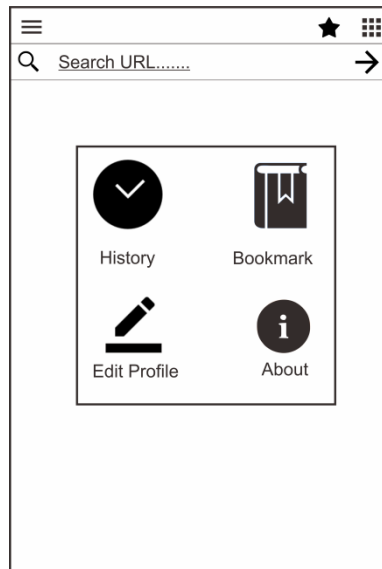 Search URL.......
History
Bookmark
Edit Profile
About